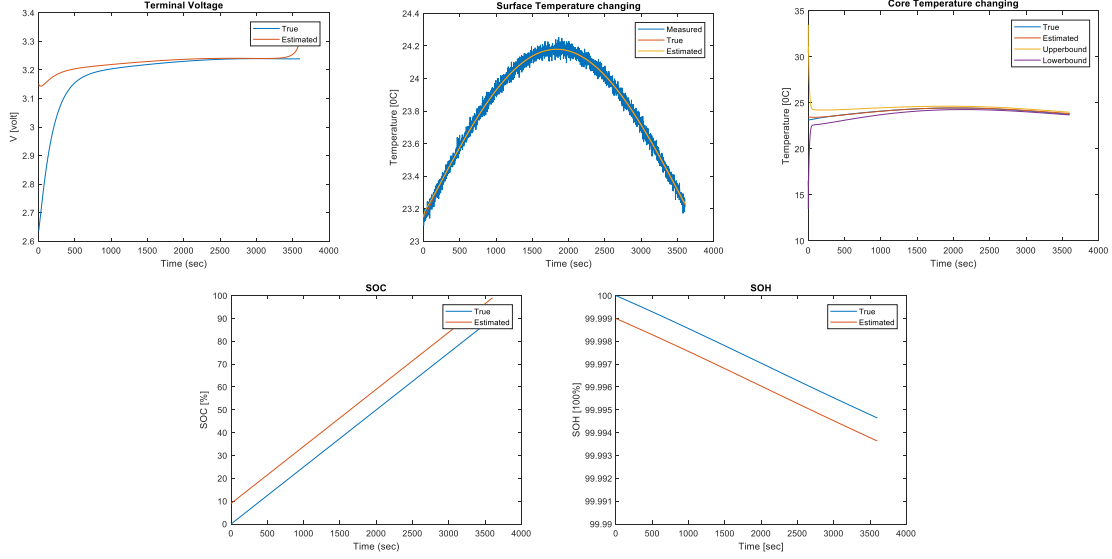 Terminal Voltage
3.4
3.3
3.2
3.1
3
2.9
2.8
2.7
2.6
V [volt]
0 500 1000 1500 2000 2500 3000 3500 4000
Time (sec)
True
Estimated
Surface Temperature changing
24.4
24.2
24
23.8
23.6
23.4
23.2
23
Temperature [0C]
0 500 1000 1500 2000 2500 3000 3500 4000
Time (sec)
Measured
True
Estimated
Core Temperature changing
35
30
25
20
15
10
Temperature [0C]
0 500 1000 1500 2000 2500 3000 3500 4000
Time (sec)
True
Estimated
Upperbound
Lowerbound
SOC
100
90
80
70
60
50
40
30
20
10
0
SOC [%]
0 500 1000 1500 2000 2500 3000 3500 4000
Time (sec)
True
Estimated
SOH
100
99.999
99.998
99.997
99.996
99.995
99.994
99.993
99.992
99.991
99.99
SOH [100%]
0 500 1000 1500 2000 2500 3000 3500 4000
Time [sec]
True
Estimated